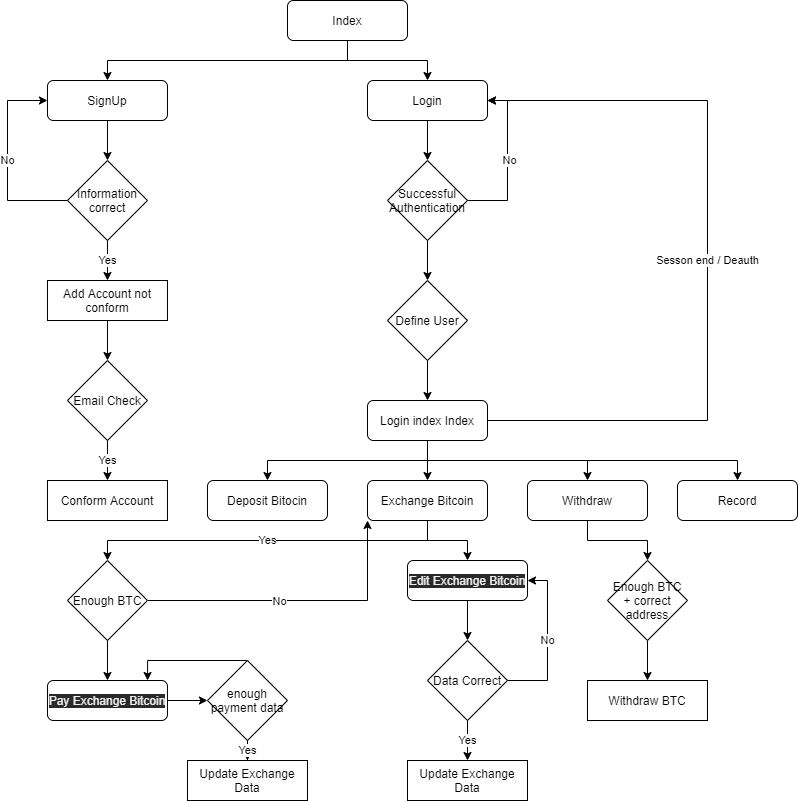 Index
SignUp
Login
No
No
Information
correct
Successful
Authentication
Yes
Sesson end / Deauth
Add Account not
conform
Define User
Email Check
Login index Index
Yes
Conform Account
Deposit Bitocin
Exchange Bitcoin
Withdraw
Record
Yes
Enough BTC
No
Edit Exchange Bitcoin
Enough BTC
+ correct
address
No
Data Correct
Pay Exchange Bitcoin
enough
payment data
Withdraw BTC
Yes
Yes
Update Exchange
Data
Update Exchange
Data